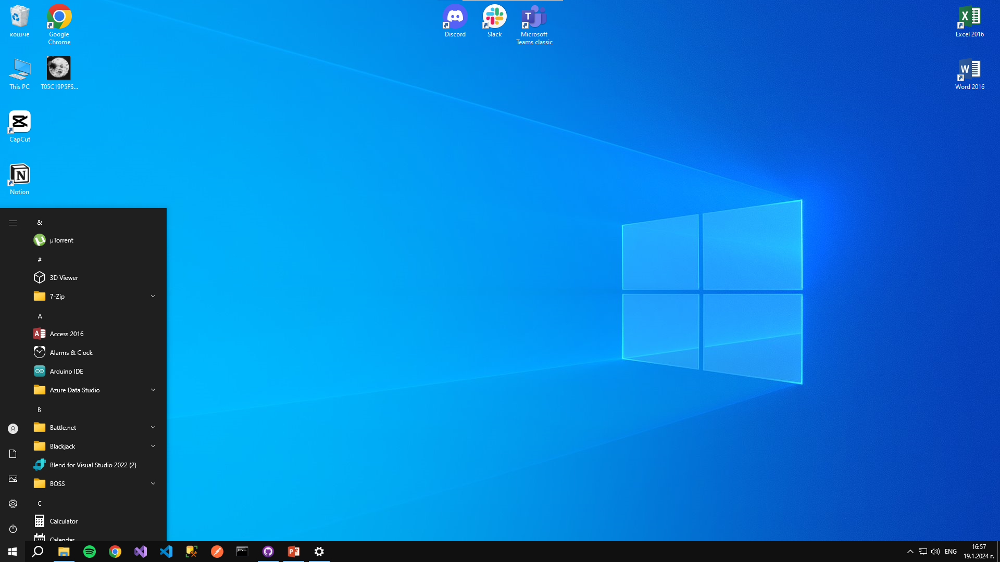 кошче
Google
Chrome
Discord
Slack
Microsoft
Teams classic
Excel 2016
This PC
T05C19P5FS...
Word 2016
CapCut
Notion
&
µTorrent
#
3D Viewer
7-Zip
A
Access 2016
Alarms & Clock
Arduino IDE
Azure Data Studio
B
Battle.net
Blackjack
Blend for Visual Studio 2022 (2)
BOSS
C
Calculator
Calendar
ENG
16:57
19.1.2024 г.